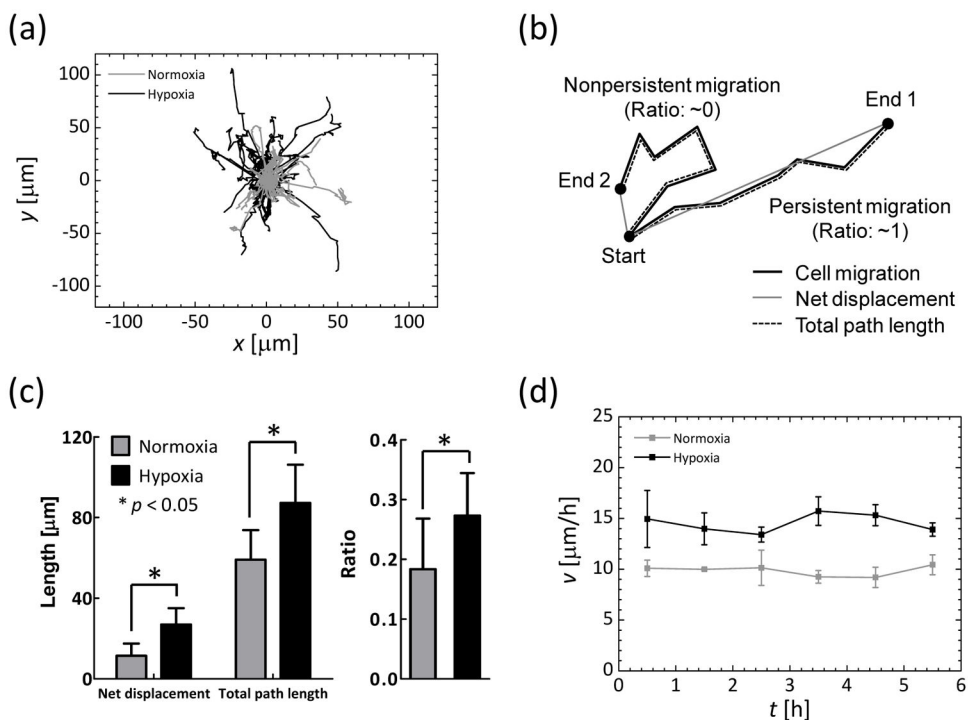 (a)
Normoxia
Hypoxia
100
50
0
-50
-100
y [μm]
-100 -50 0 50 100
x [μm]
(b)
Nonpersistent migration
(Ratio: ~0)
End 1
End 2
Start
Persistent migration
(Ratio: ~1)
Cell migration
Net displacement
Total path length
(c)
120
80
40
0
Length [μm]
Normoxia
Hypoxia
* p < 0.05
*
*
Net displacement Total path length
0.4
0.3
0.2
0.1
0.0
Ratio
*
(d)
25
20
15
10
5
0
v [μm/h]
Normoxia
Hypoxia
0 1 2 3 4 5 6
t [h]